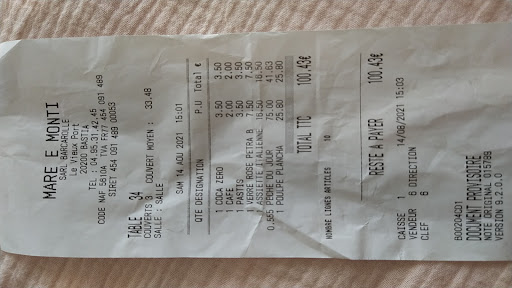 MARE E MONTI
SARL BARCAROLLE
Le Vieux Port
20200 BASTIA
TEL : 04.95.31.42.45
CODE NAF 5610A TVA FR77 454 091 489
SIRET 454 091 489 00053
TABLE 34
COUVERTS 3 COUVERT MOYEN : 33.48
SALLE : SALLE
SAM 14 AOU 2021 15:01
QTE DESIGNATION P.U Total €
1 COCA ZERO 3.50 3.50
1 CAFE 2.00 2.00
1 PASTIS 3.50 3.50
1 VERRE ROSE PETRA B 7.50 7.50
1 ASSIETTE ITALIENNE 16.50 16.50
0.555 PECHE DU JOUR 75.00 41.63
1 POULPE PLANCHA 25.80 25.80
TOTAL TTC 100.43€
NOMBRE LIGNES ARTICLES 10
RESTE A PAYER 100.43€
CAISSE 1 14/08/2021 15:03
VENDEUR 6 DIRECTION
CLEF 6
DOCUMENT PROVISOIRE
NOTE ORIGINAL
VERSION 9.2.0.0